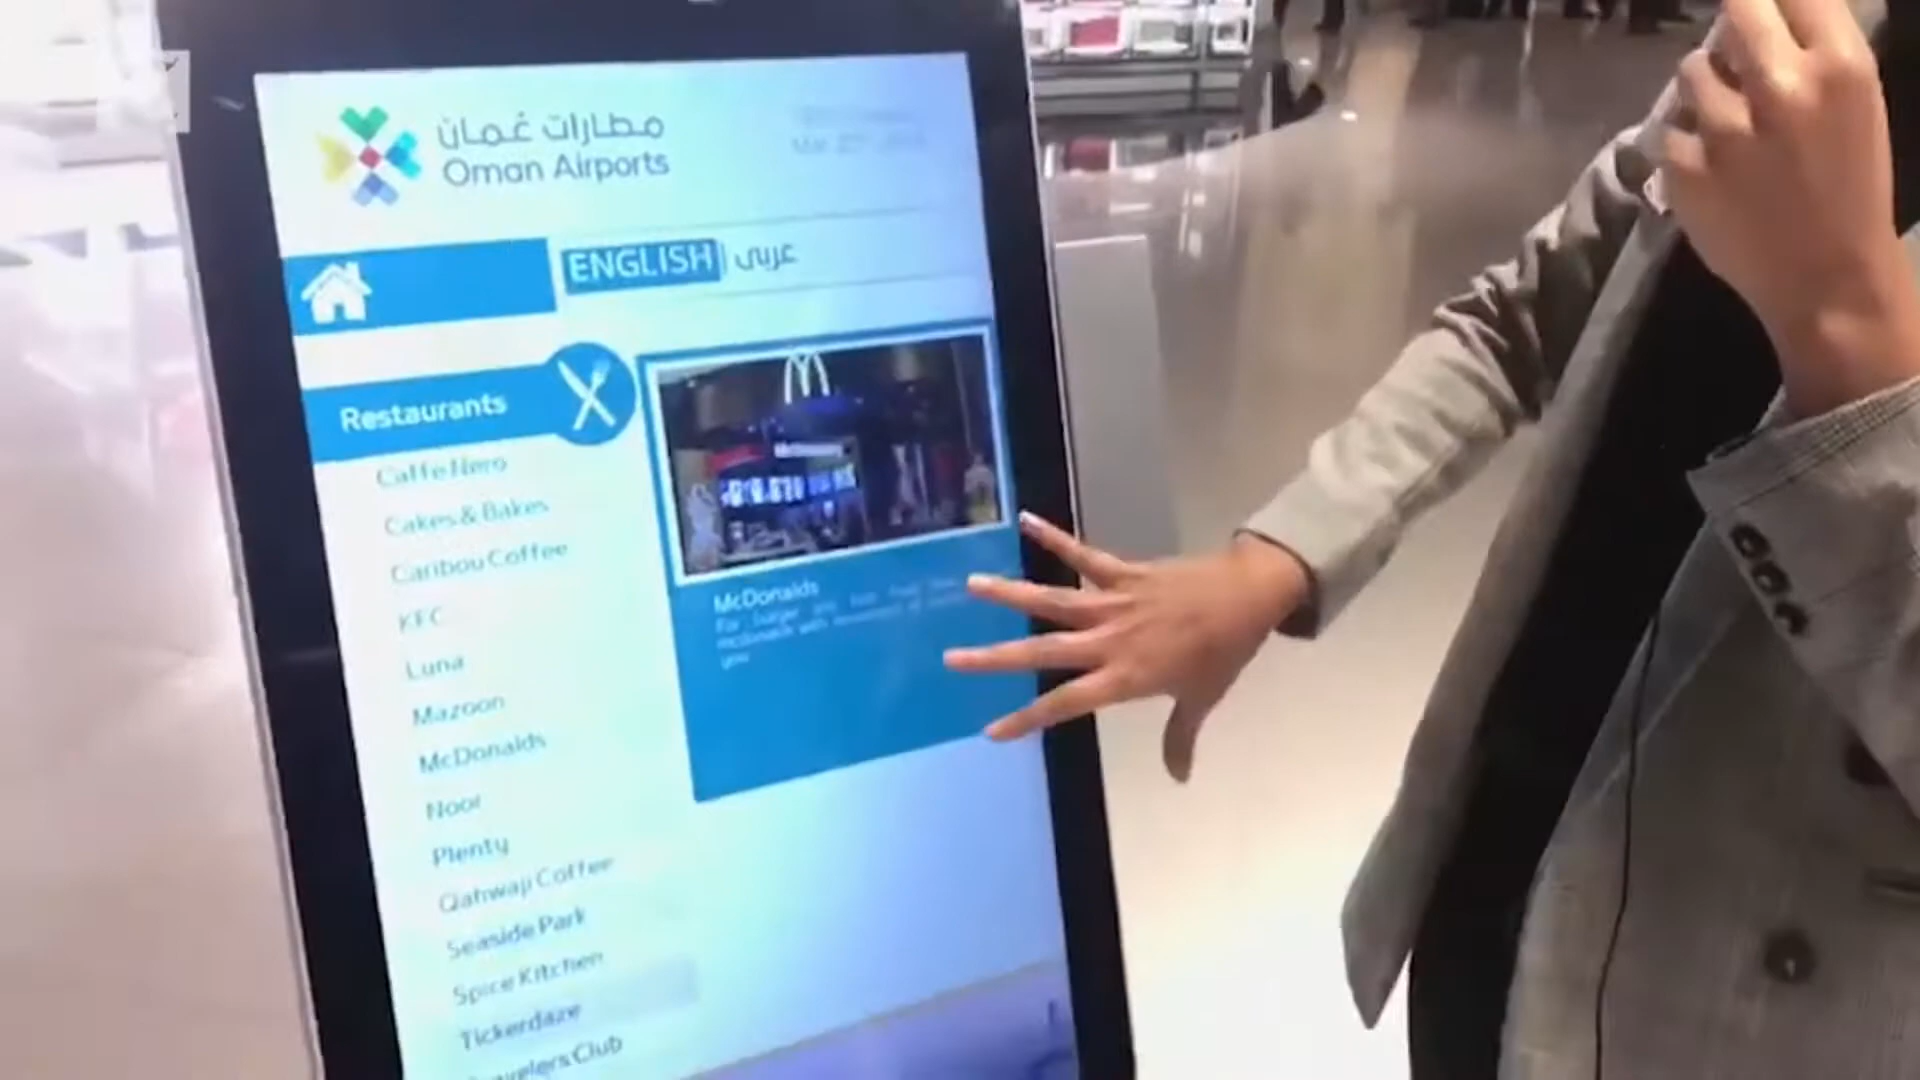 مطارات عُمان
Oman Airports
ENGLISH | عربي
Restaurants
Caffe Nero
Cakes & Bakes
Caribou Coffee
KFC
Luna
Mazoon
McDonalds
Noor
Plenty
Qahwaji Coffee
Seaside Park
Spice Kitchen
Tickerdaze
McDonalds
you